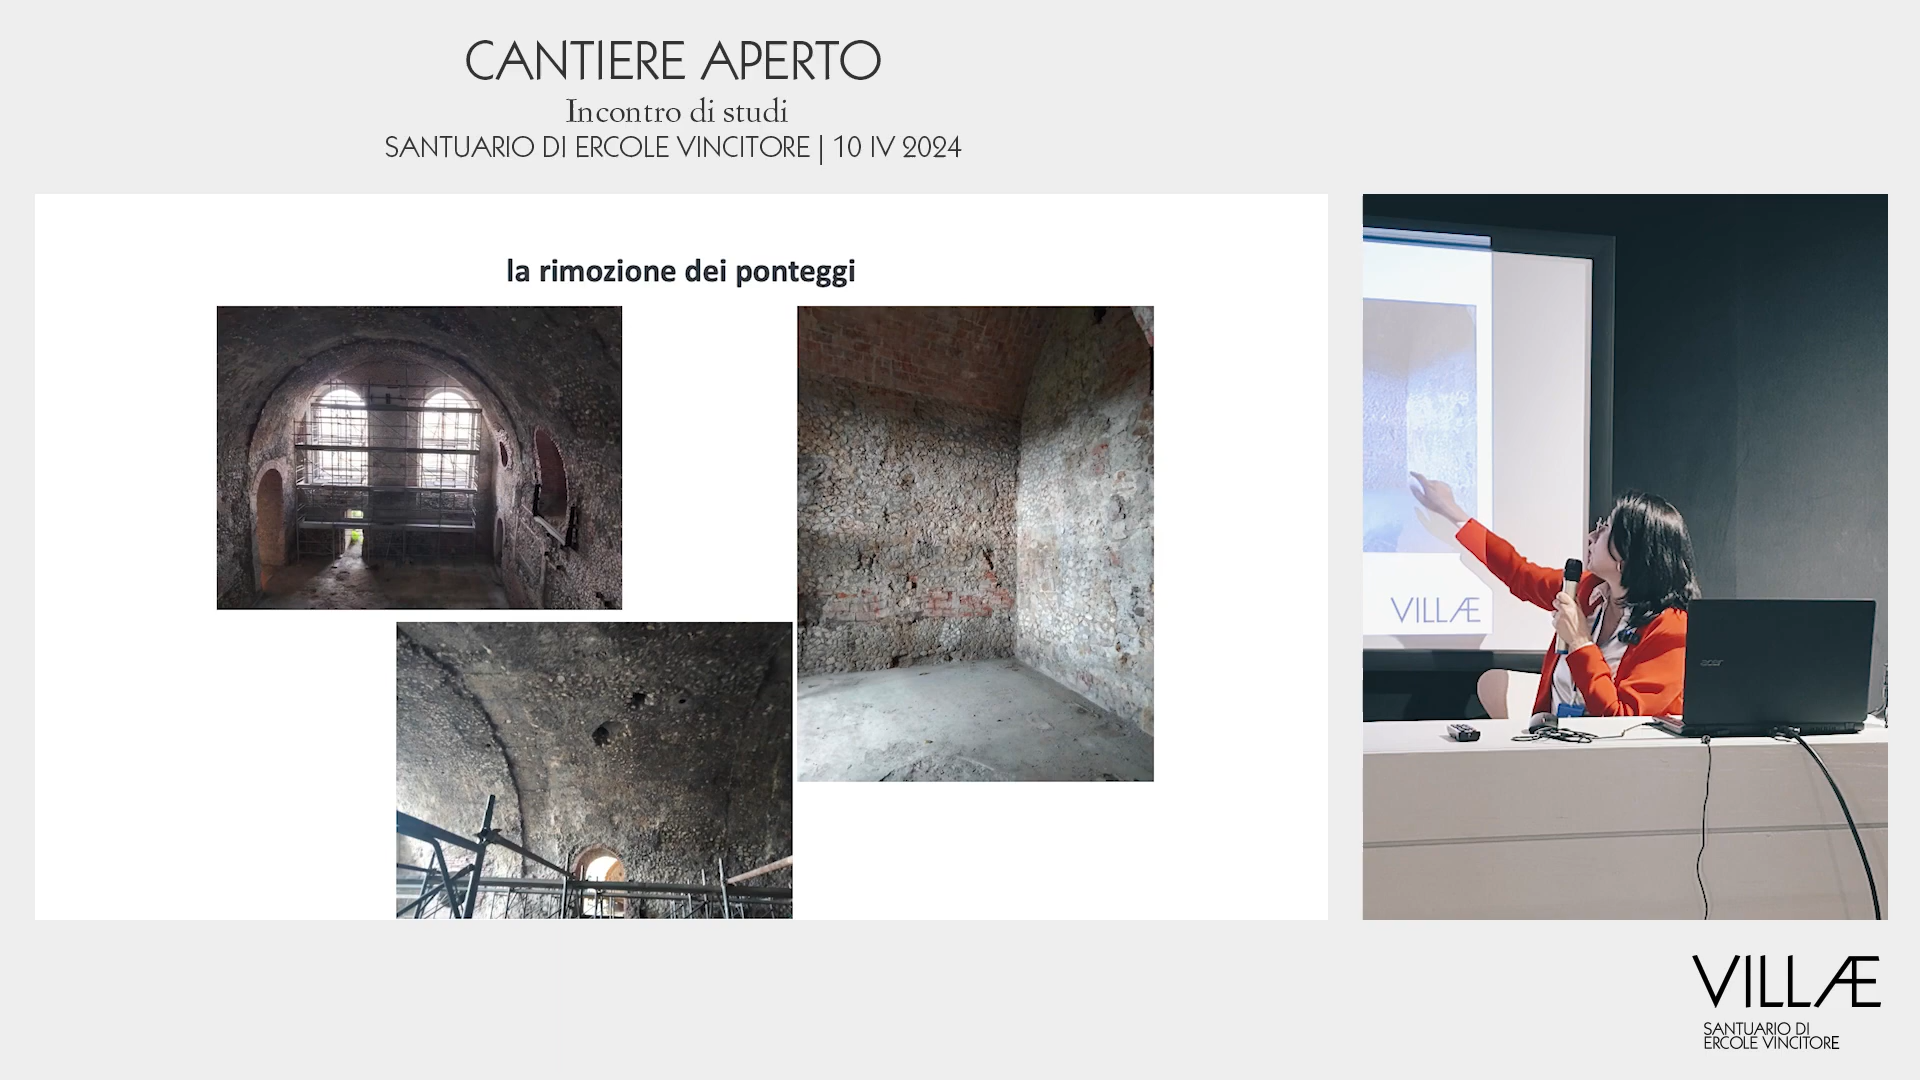 CANTIERE APERTO
Incontro di studi
SANTUARIO DI ERCOLE VINCITORE | 10 IV 2024
la rimozione dei ponteggi
VILLÆ
acer
VILLÆ
SANTUARIO DI
ERCOLE VINCITORE